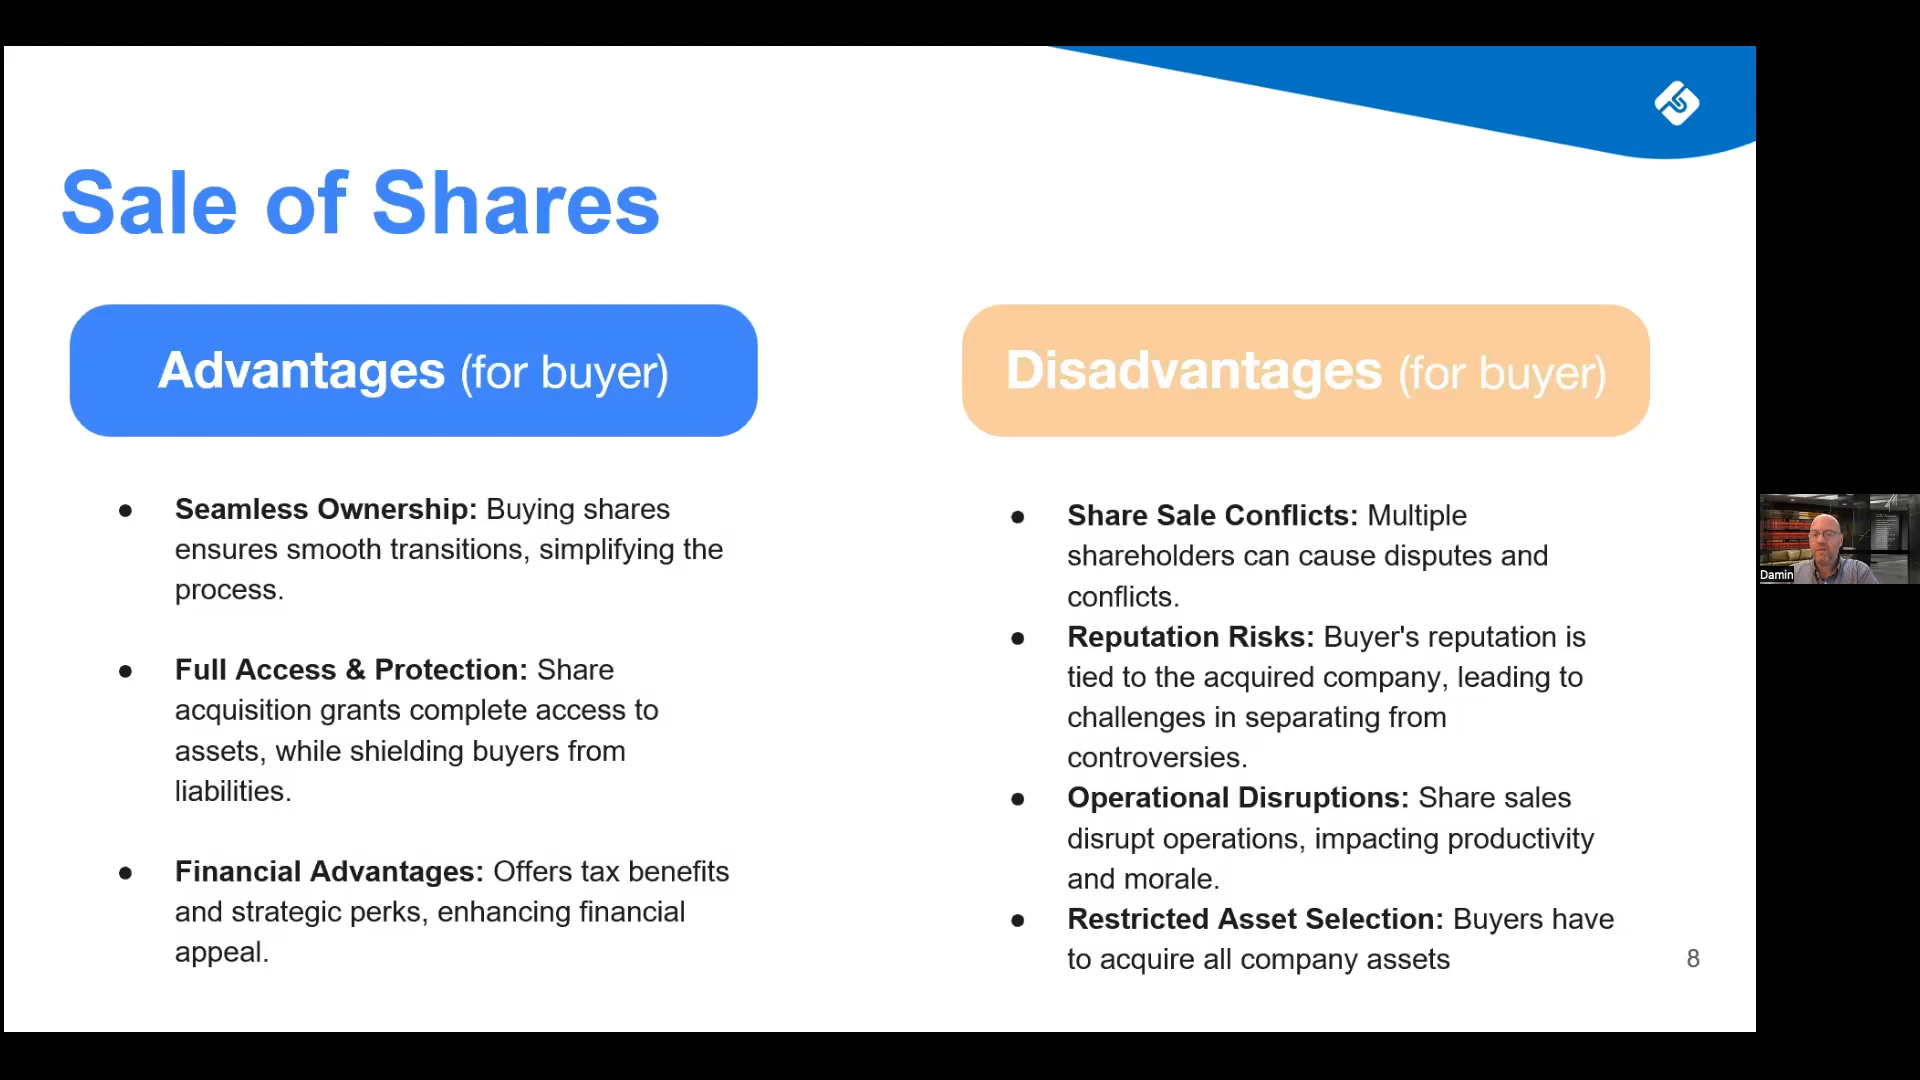 Sale of Shares
Advantages (for buyer)
Seamless Ownership: Buying shares
ensures smooth transitions, simplifying the
process.
Full Access & Protection: Share
acquisition grants complete access to
assets, while shielding buyers from
liabilities.
Financial Advantages: Offers tax benefits
and strategic perks, enhancing financial
appeal.
Disadvantages (for buyer)
Share Sale Conflicts: Multiple
shareholders can cause disputes and
conflicts.
Reputation Risks: Buyer's reputation is
tied to the acquired company, leading to
challenges in separating from
controversies.
Operational Disruptions: Share sales
disrupt operations, impacting productivity
and morale.
Restricted Asset Selection: Buyers have
to acquire all company assets
8
Damin